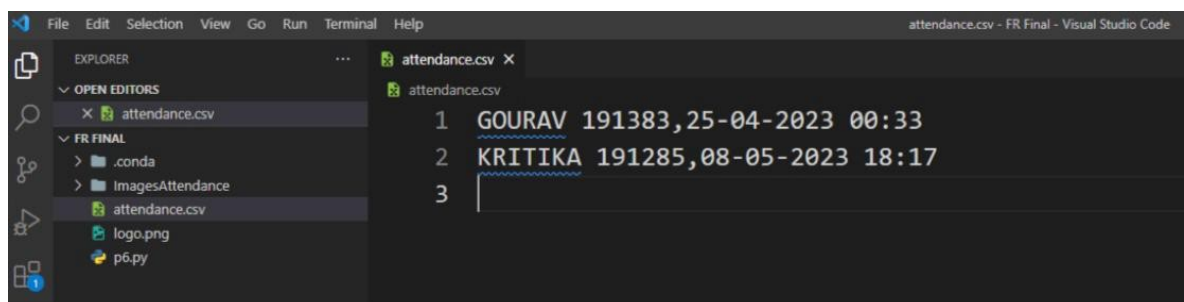 File Edit Selection View Go Run Terminal Help
attendance.csv - FR Final - Visual Studio Code
EXPLORER ...
OPEN EDITORS
attendance.csv
FR FINAL
.conda
ImagesAttendance
attendance.csv
logo.png
p6.py
attendance.csv
attendance.csv
1 GOURAV 191383,25-04-2023 00:33
2 KRITIKA 191285,08-05-2023 18:17
3
1